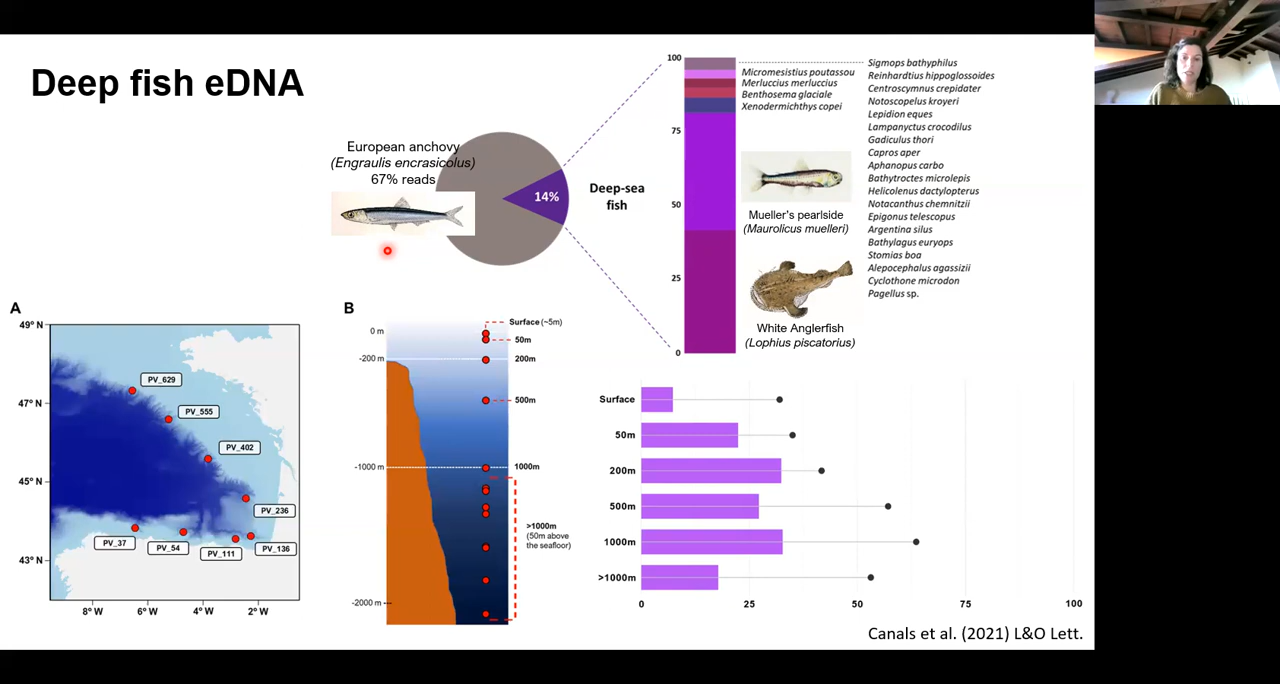 Deep fish eDNA
European anchovy
(Engraulis encrasicolus)
67% reads
14%
Deep-sea
fish
100
75
50
25
0
Micromesistius poutassou
Merluccius merluccius
Benthosema glaciale
Xenodermichthys copei
Mueller's pearlside
(Maurolicus muelleri)
White Anglerfish
(Lophius piscatorius)
Sigmops bathyphilus
Reinhardtius hippoglossoides
Centroscymnus crepidater
Notoscopelus kroyeri
Lepidion eques
Lampanyctus crocodilus
Gadiculus thori
Capros aper
Aphanopus carbo
Bathytroctes microlepis
Helicolenus dactylopterus
Notacanthus chemnitzii
Epigonus telescopus
Argentina silus
Bathylagus euryops
Stomias boa
Alepocephalus agassizii
Cyclothone microdon
Pagellus sp.
A
49° N
47° N
45° N
43° N
8° W
6° W
4° W
2° W
PV_629
PV_555
PV_402
PV_236
PV_37
PV_54
PV_111
PV_136
B
0 m
-200 m
-1000 m
-2000 m
Surface (~5m)
50m
200m
500m
1000m
>1000m
(50m above
the seafloor)
Surface
50m
200m
500m
1000m
>1000m
0
25
50
75
100
Canals et al. (2021) L&O Lett.